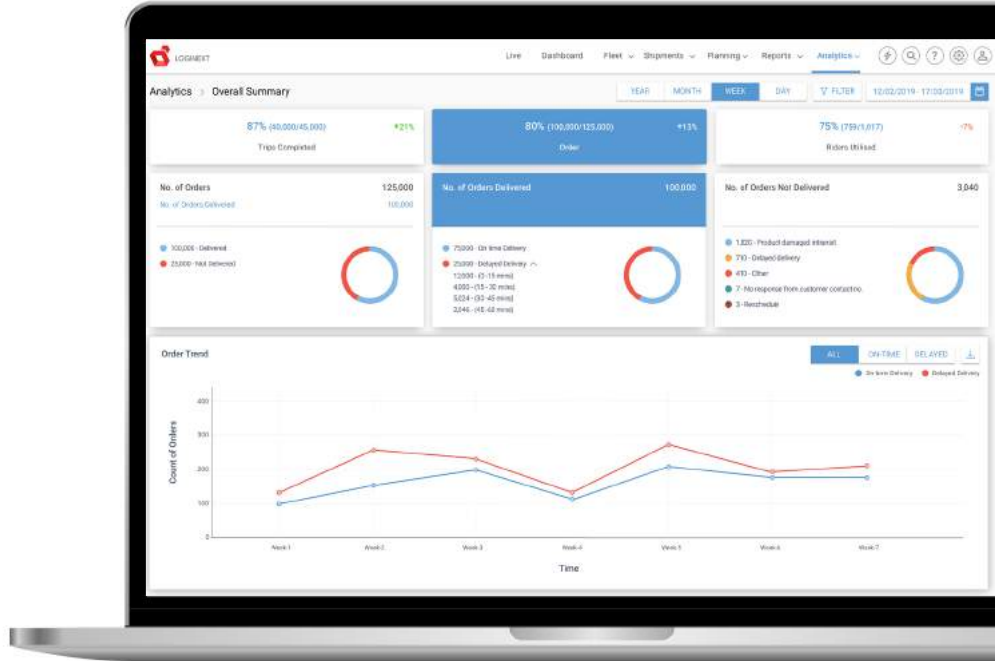 LOGINEXT
Live Dashboard Fleet Shipments Planning Reports Analytics
Analytics > Overall Summary
YEAR MONTH WEEK DAY FILTER 12/02/2019 - 17/03/2019
87% (40,000/45,000) +21%
Trips Completed
80% (100,000/125,000) +13%
Order
75% (759/1,017) -7%
Riders Utilised
No. of Orders 125,000
No. of Orders Delivered 100,000
100,000 - Delivered
25,000 - Not Delivered
No. of Orders Delivered 100,000
75,000 - On time Delivery
25,000 - Delayed Delivery
12,000 - (0-15 mins)
4,000 - (15 - 30 mins)
5,024 - (30 -45 mins)
3,046 - (45 -60 mins)
No. of Orders Not Delivered 3,040
1,820 - Product damaged intransit
710 - Delayed delivery
410 - Other
7 - No response from customer contact no.
3 - Reschedule
Order Trend
ALL ON-TIME DELAYED
On time Delivery Delayed Delivery
Count of Orders
400
300
200
100
0
Week-1 Week-2 Week-3 Week-4 Week-5 Week-6 Week-7
Time